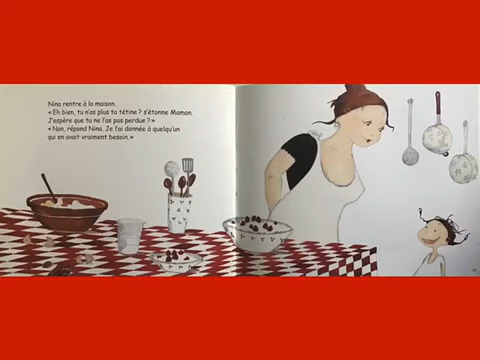 Nina rentre à la maison.
« Eh bien, tu n'as plus ta tétine ? s'étonne Maman.
J'espère que tu ne l'as pas perdue ? »
« Non, répond Nina. Je l'ai donnée à quelqu'un
qui en avait vraiment besoin. »